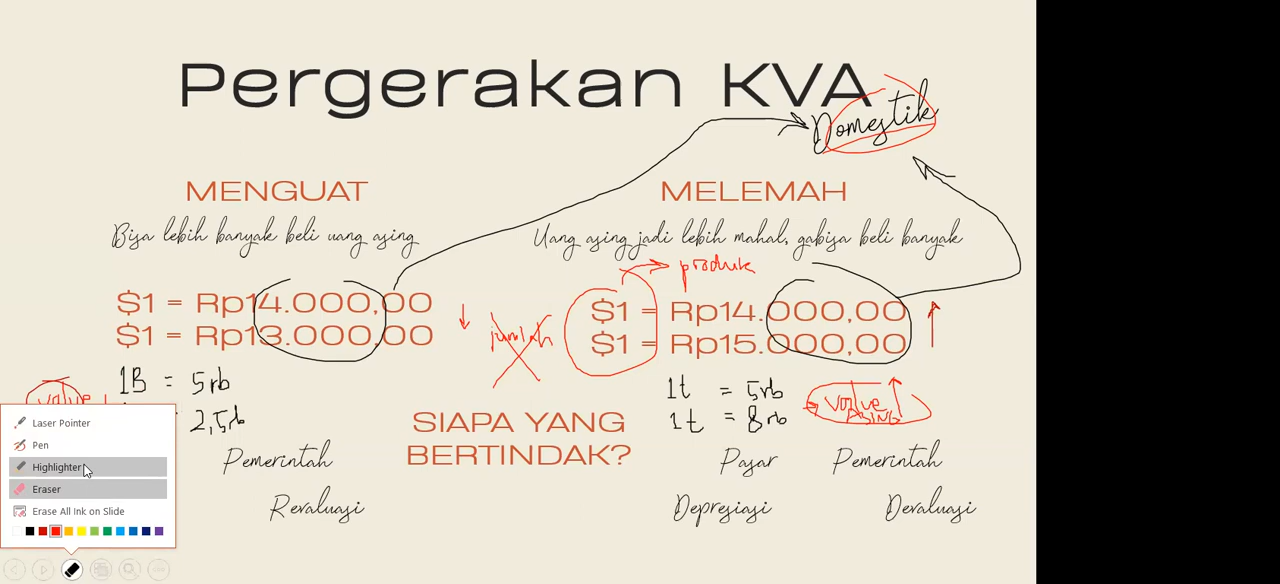 Pergerakan KVA
Domestik
MENGUAT
Bisa lebih banyak beli uang asing
$1 = Rp14.000,00
$1 = Rp13.000,00
1B = 5rb
2,5rb
value
Pemerintah
Revaluasi
jumlah
SIAPA YANG
BERTINDAK?
MELEMAH
Uang asing jadi lebih mahal, gabisa beli banyak
produk
$1 = Rp14.000,00
$1 = Rp15.000,00
1t = 5rb
1t = 8rb
value
ASING
Pasar
Depresiasi
Pemerintah
Devaluasi
Laser Pointer
Pen
Highlighter
Eraser
Erase All Ink on Slide